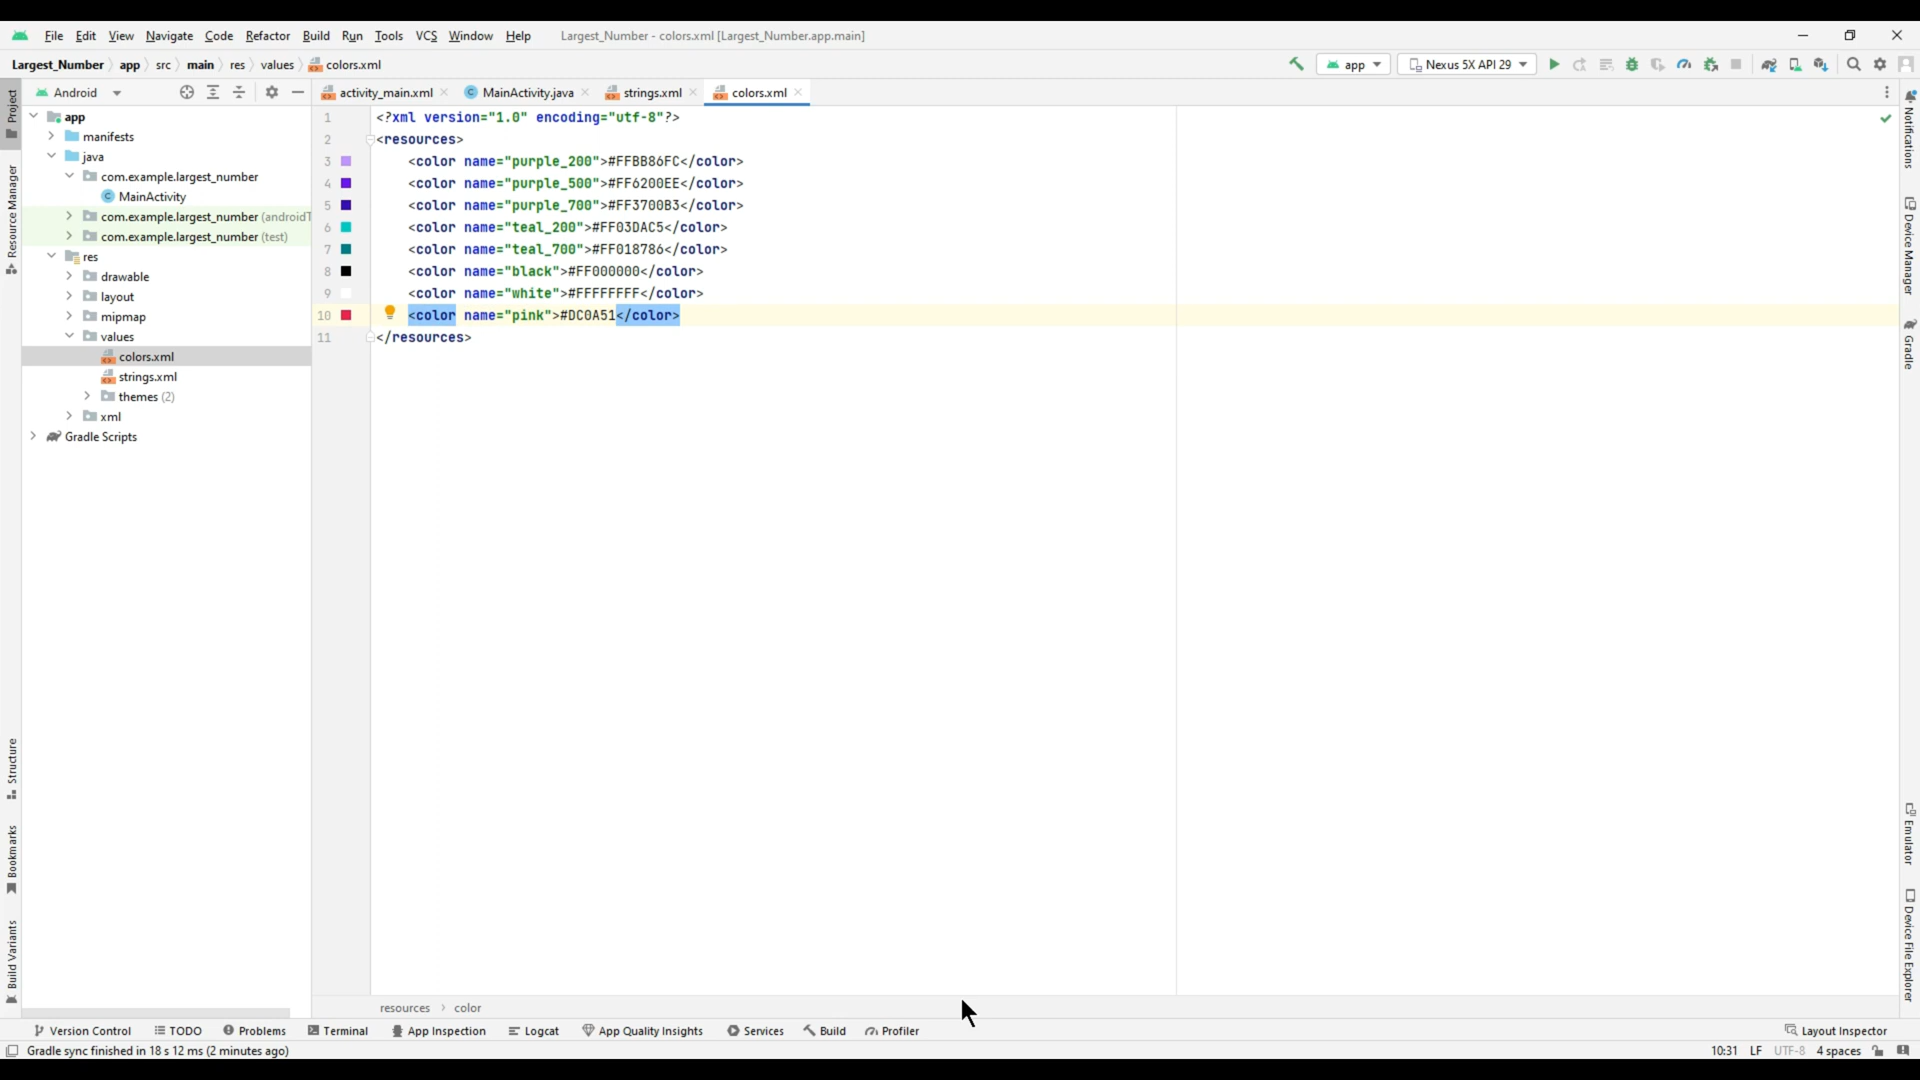 File Edit View Navigate Code Refactor Build Run Tools VCS Window Help Largest_Number - colors.xml [Largest_Number.app.main]
Largest_Number app src main res values colors.xml app Nexus 5X API 29
Android activity_main.xml MainActivity.java strings.xml colors.xml
Project
Resource Manager
Structure
Bookmarks
Build Variants
app
manifests
java
com.example.largest_number
MainActivity
com.example.largest_number (androidT
com.example.largest_number (test)
res
drawable
layout
mipmap
values
colors.xml
strings.xml
themes (2)
xml
Gradle Scripts
1 <?xml version="1.0" encoding="utf-8"?>
2 <resources>
3 <color name="purple_200">#FFBB86FC</color>
4 <color name="purple_500">#FF6200EE</color>
5 <color name="purple_700">#FF3700B3</color>
6 <color name="teal_200">#FF03DAC5</color>
7 <color name="teal_700">#FF018786</color>
8 <color name="black">#FF000000</color>
9 <color name="white">#FFFFFFFF</color>
10 <color name="pink">#DC0A51</color>
11 </resources>
Notifications
Device Manager
Gradle
Emulator
Device File Explorer
resources color
Version Control TODO Problems Terminal App Inspection Logcat App Quality Insights Services Build Profiler Layout Inspector
Gradle sync finished in 18 s 12 ms (2 minutes ago) 10:31 LF UTF-8 4 spaces